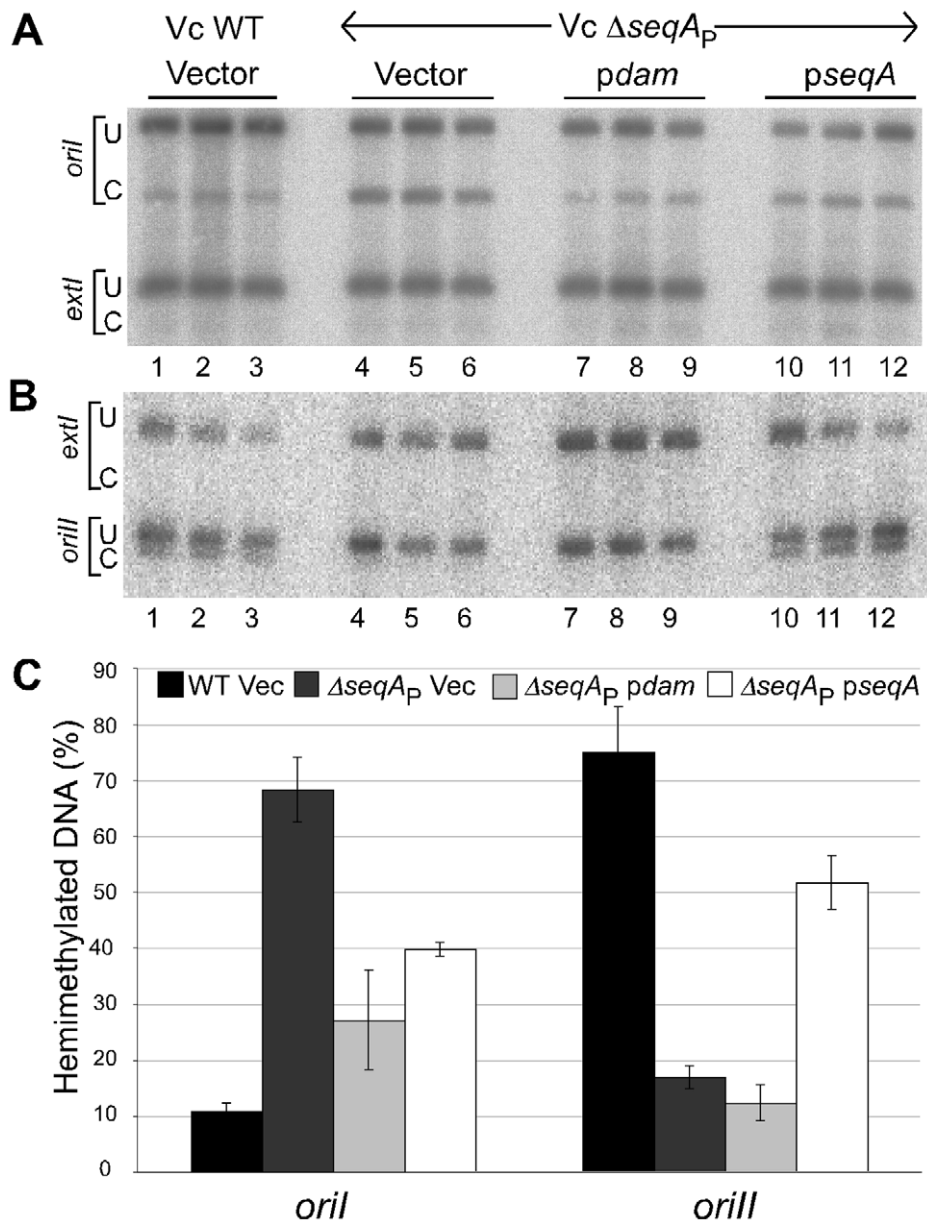 A
Vc WT
Vc ΔseqAP
Vector
Vector
pdam
pseqA
oriI
U
C
extI
U
C
1 2 3 4 5 6 7 8 9 10 11 12
B
extI
U
C
oriII
U
C
1 2 3 4 5 6 7 8 9 10 11 12
C
Hemimethylated DNA (%)
90
80
70
60
50
40
30
20
10
0
WT Vec
ΔseqAP Vec
ΔseqAP pdam
ΔseqAP pseqA
oriI
oriII